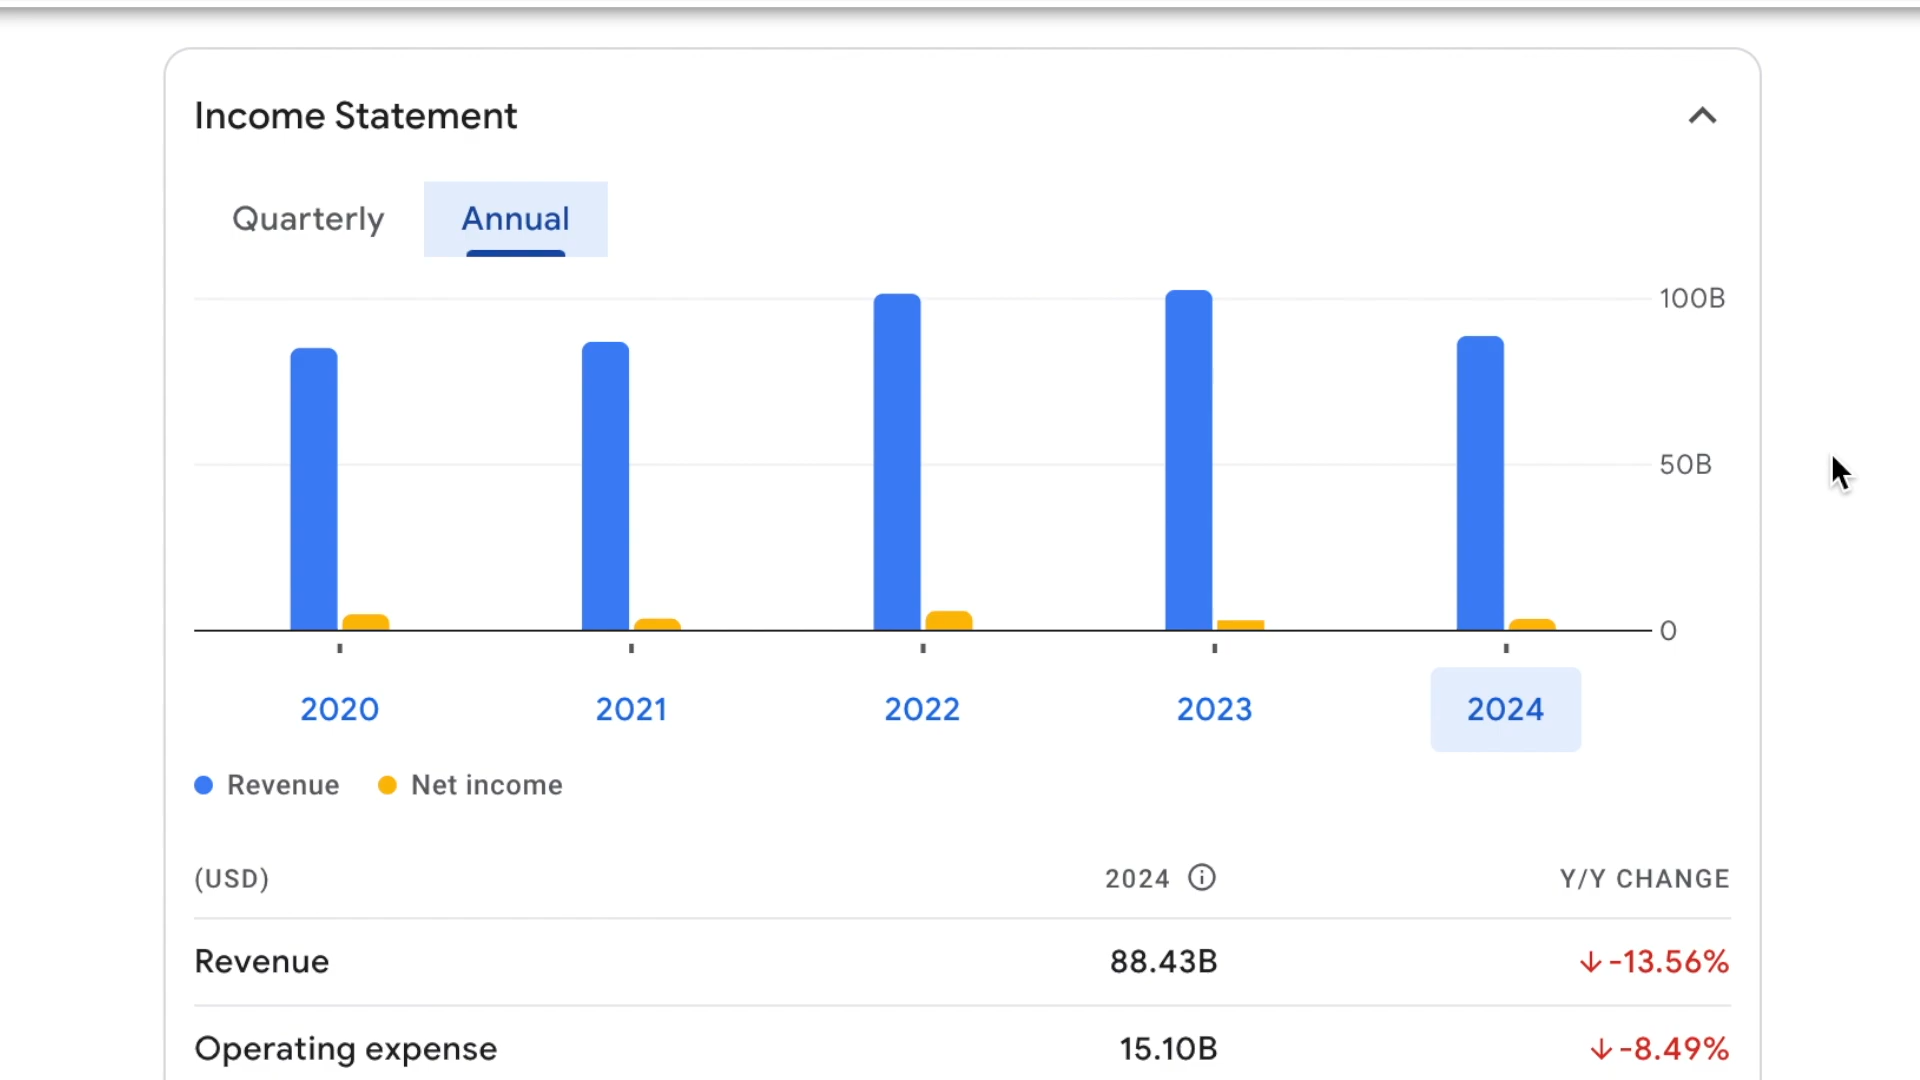 Income Statement
Quarterly Annual
100B
50B
0
2020 2021 2022 2023 2024
Revenue Net income
(USD) 2024 Y/Y CHANGE
Revenue 88.43B ↓-13.56%
Operating expense 15.10B ↓-8.49%